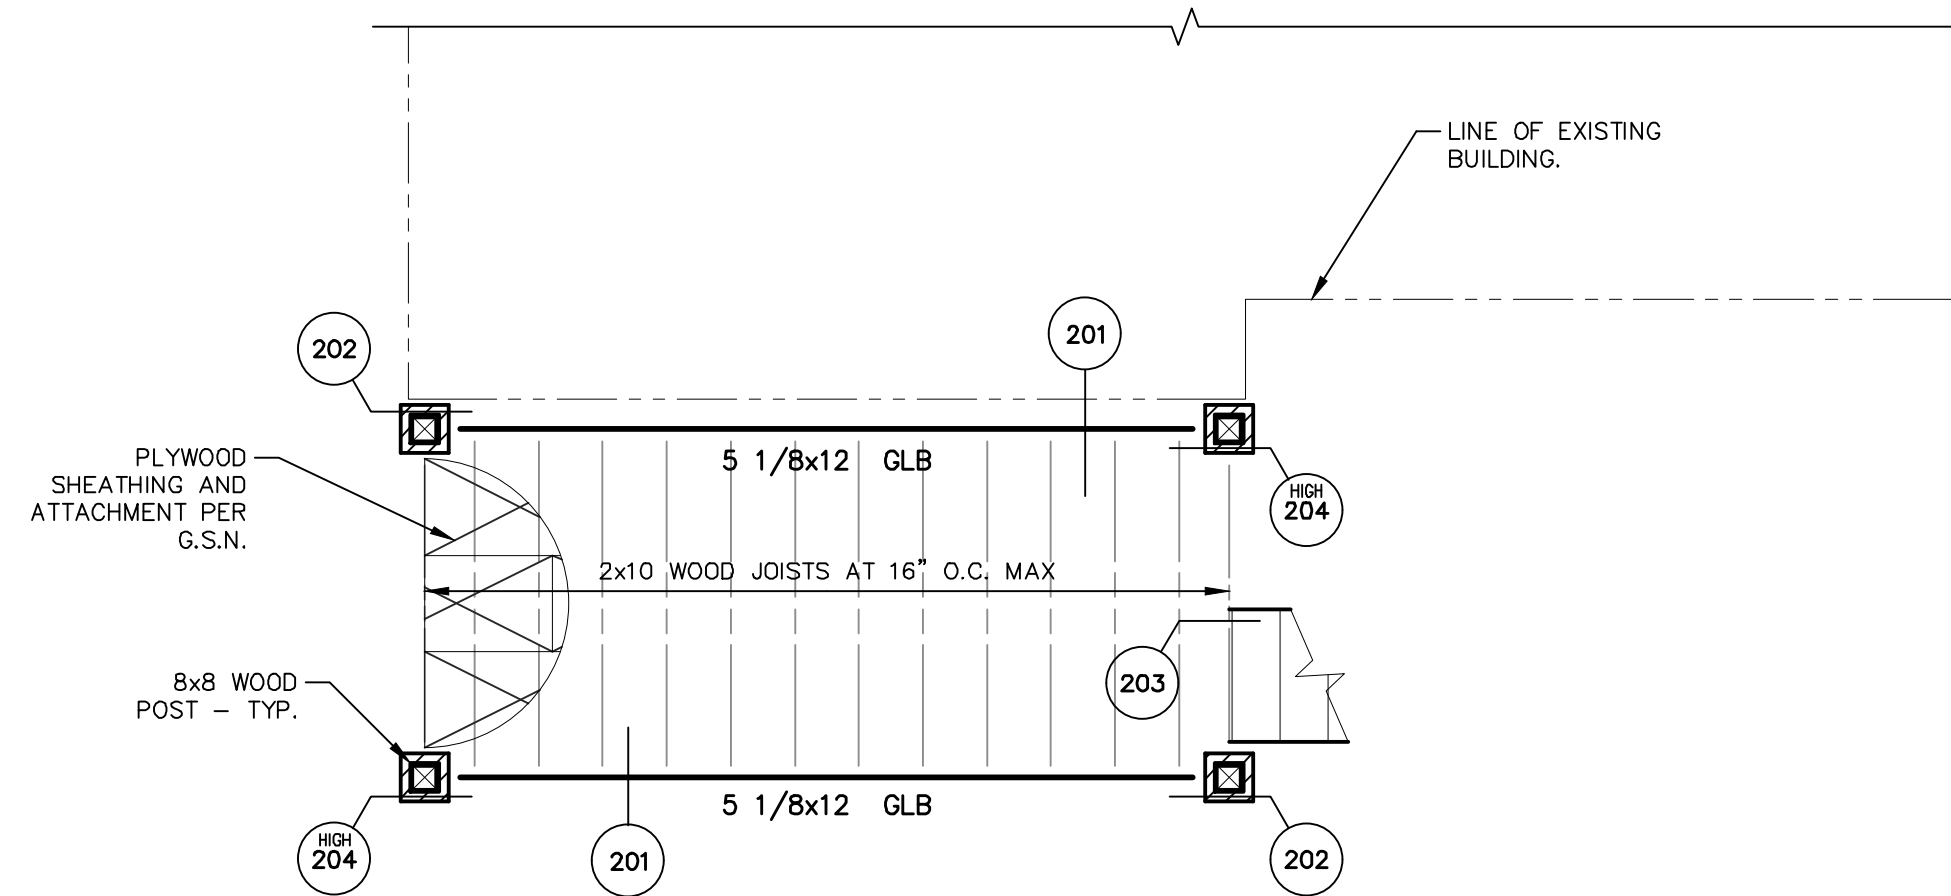 LINE OF EXISTING
BUILDING.
201
202
5 1/8x12 GLB
PLYWOOD
SHEATHING AND
ATTACHMENT PER
G.S.N.
HIGH
204
2x10 WOOD JOISTS AT 16" O.C. MAX
203
8x8 WOOD
POST – TYP.
5 1/8x12 GLB
HIGH
204
201
202